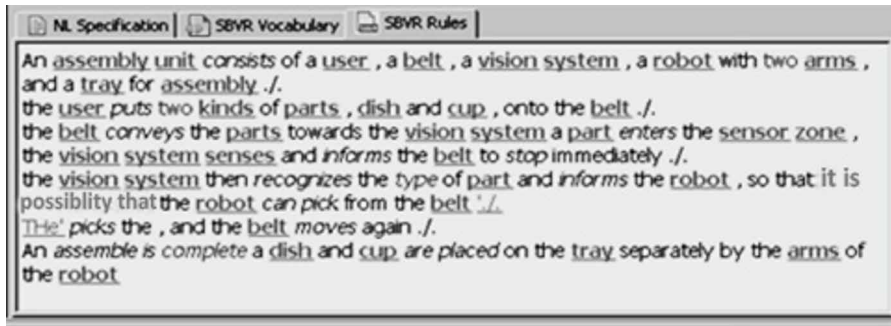 NL Specification SBVR Vocabulary SBVR Rules
An assembly unit consists of a user , a belt , a vision system , a robot with two arms ,
and a tray for assembly ./.
the user puts two kinds of parts , dish and cup , onto the belt ./.
the belt conveys the parts towards the vision system a part enters the sensor zone ,
the vision system senses and informs the belt to stop immediately ./.
the vision system then recognizes the type of part and informs the robot , so that it is
possiblity that the robot can pick from the belt './.
THe' picks the , and the belt moves again ./.
An assemble is complete a dish and cup are placed on the tray separately by the arms of
the robot